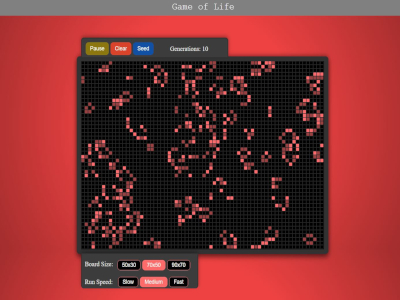 Game of Life
Pause Clear Seed Generations: 10
Board Size: 50x30 70x50 90x70
Run Speed: Slow Medium Fast